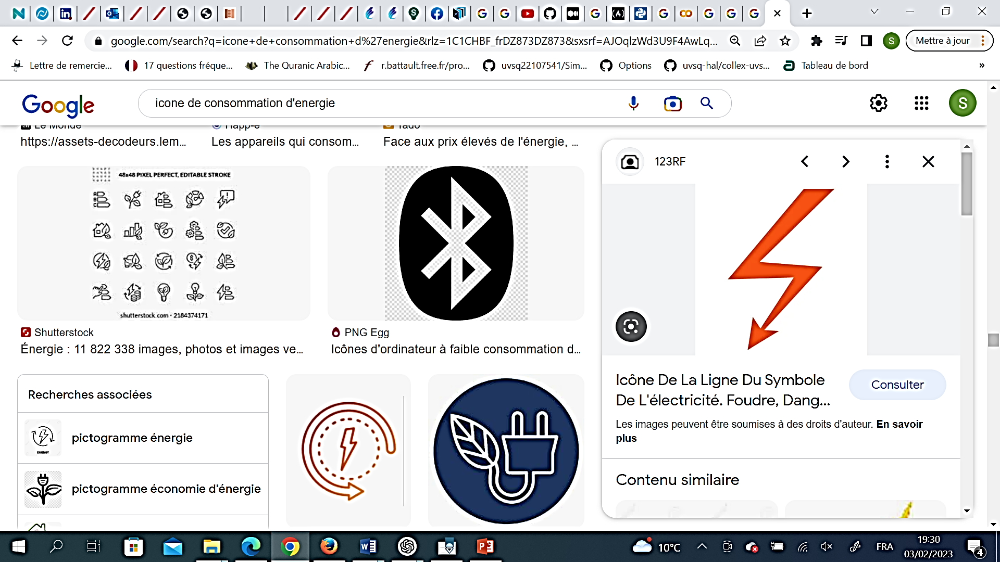 google.com/search?q=icone+de+consommation+d%27energie&rlz=1C1CHBF_frDZ873DZ873&sxsrf=AJOqlzWd3U9F4AwLq...
S
Mettre à jour
Lettre de remercie...
17 questions fréque...
The Quranic Arabic...
r.battault.free.fr/pro...
uvsq22107541/Sim...
Options
uvsq-hal/collex-uvs...
Tableau de bord
»
Google
icone de consommation d'energie
S
Le Monde
Happ-e
Tado
https://assets-decodeurs.lem...
Les appareils qui consom...
Face aux prix élevés de l'énergie, ...
123RF
48x48 PIXEL PERFECT, EDITABLE STROKE
shutterstock.com · 2184374171
Shutterstock
Énergie : 11 822 338 images, photos et images ve...
PNG Egg
Icônes d'ordinateur à faible consommation d...
Icône De La Ligne Du Symbole
De L'électricité. Foudre, Dang...
Consulter
Les images peuvent être soumises à des droits d'auteur. En savoir
plus
Contenu similaire
Recherches associées
ENERGY
pictogramme énergie
pictogramme économie d'énergie
10°C
FRA
19:30
03/02/2023
4